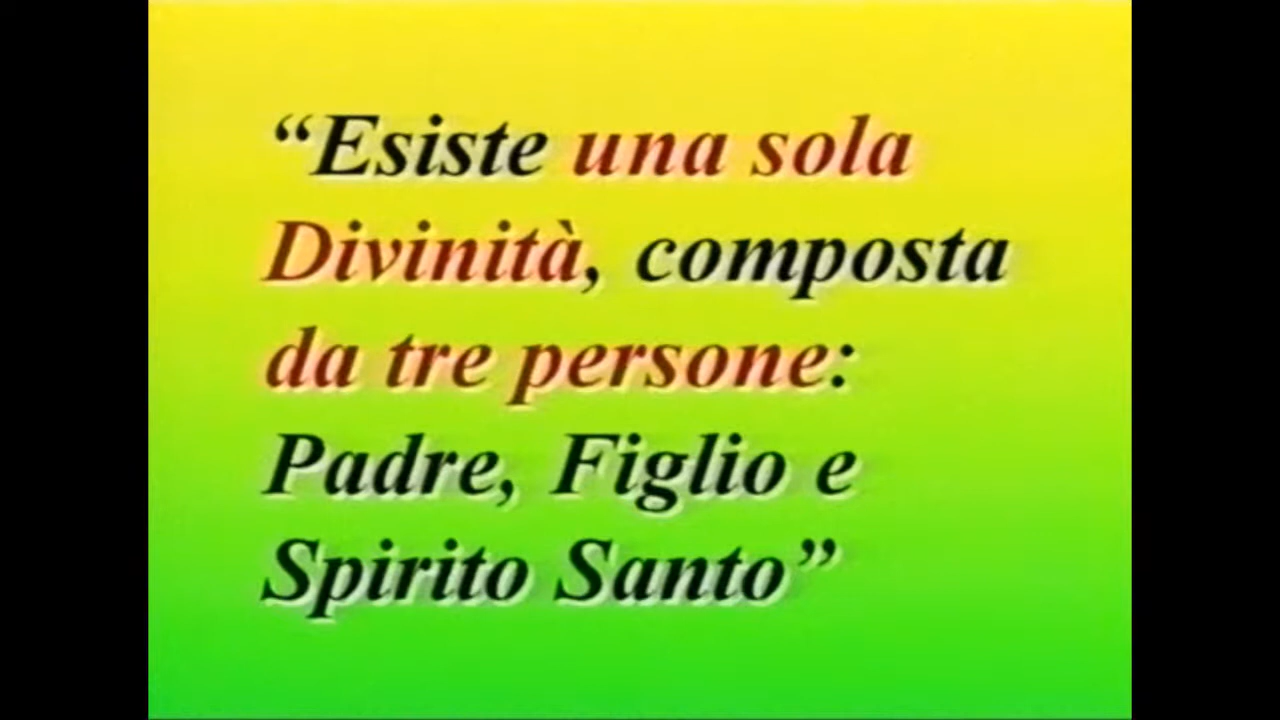 “Esiste una sola
Divinità, composta
da tre persone:
Padre, Figlio e
Spirito Santo”